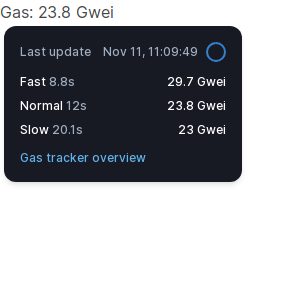 Gas: 23.8 Gwei
Last update Nov 11, 11:09:49
Fast 8.8s 29.7 Gwei
Normal 12s 23.8 Gwei
Slow 20.1s 23 Gwei
Gas tracker overview